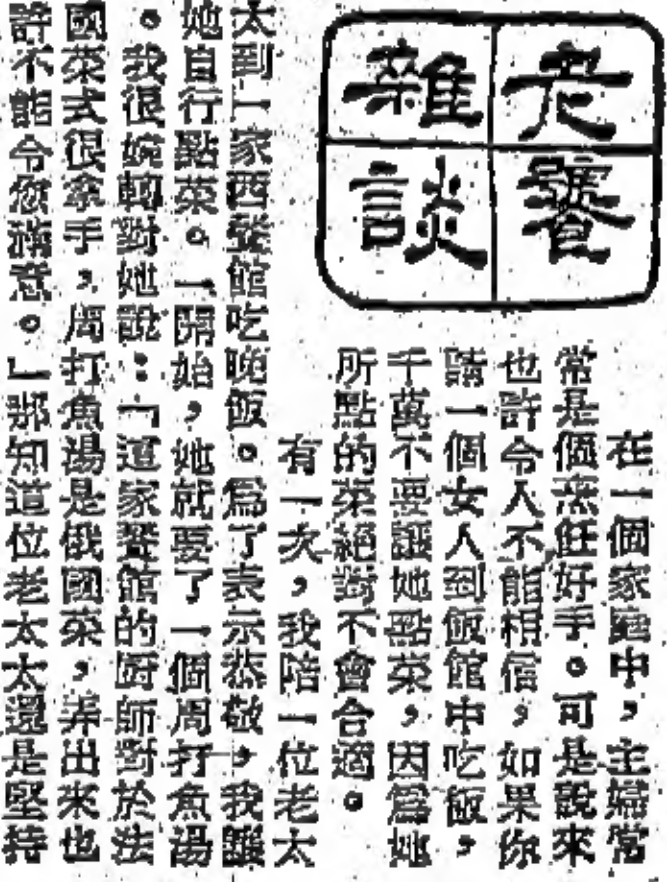 老饕
雜談
在一個家庭中，主婦常
常是個烹飪好手。可是說來
也許令人不能相信，如果你
請一個女人到飯館中吃飯，
千萬不要讓她點菜，因爲她
所點的菜絕對不會合適。
有一次，我陪一位老太
太到一家西餐館吃晚飯。爲了表示恭敬，我讓
她自行點菜。一開始，她就要了一個周打魚湯
。我很婉轉對她說：「這家餐館的廚師對於法
國菜式很拿手，周打魚湯是俄國菜，弄出來也
許不能令您滿意。」那知道位老太太還是堅持